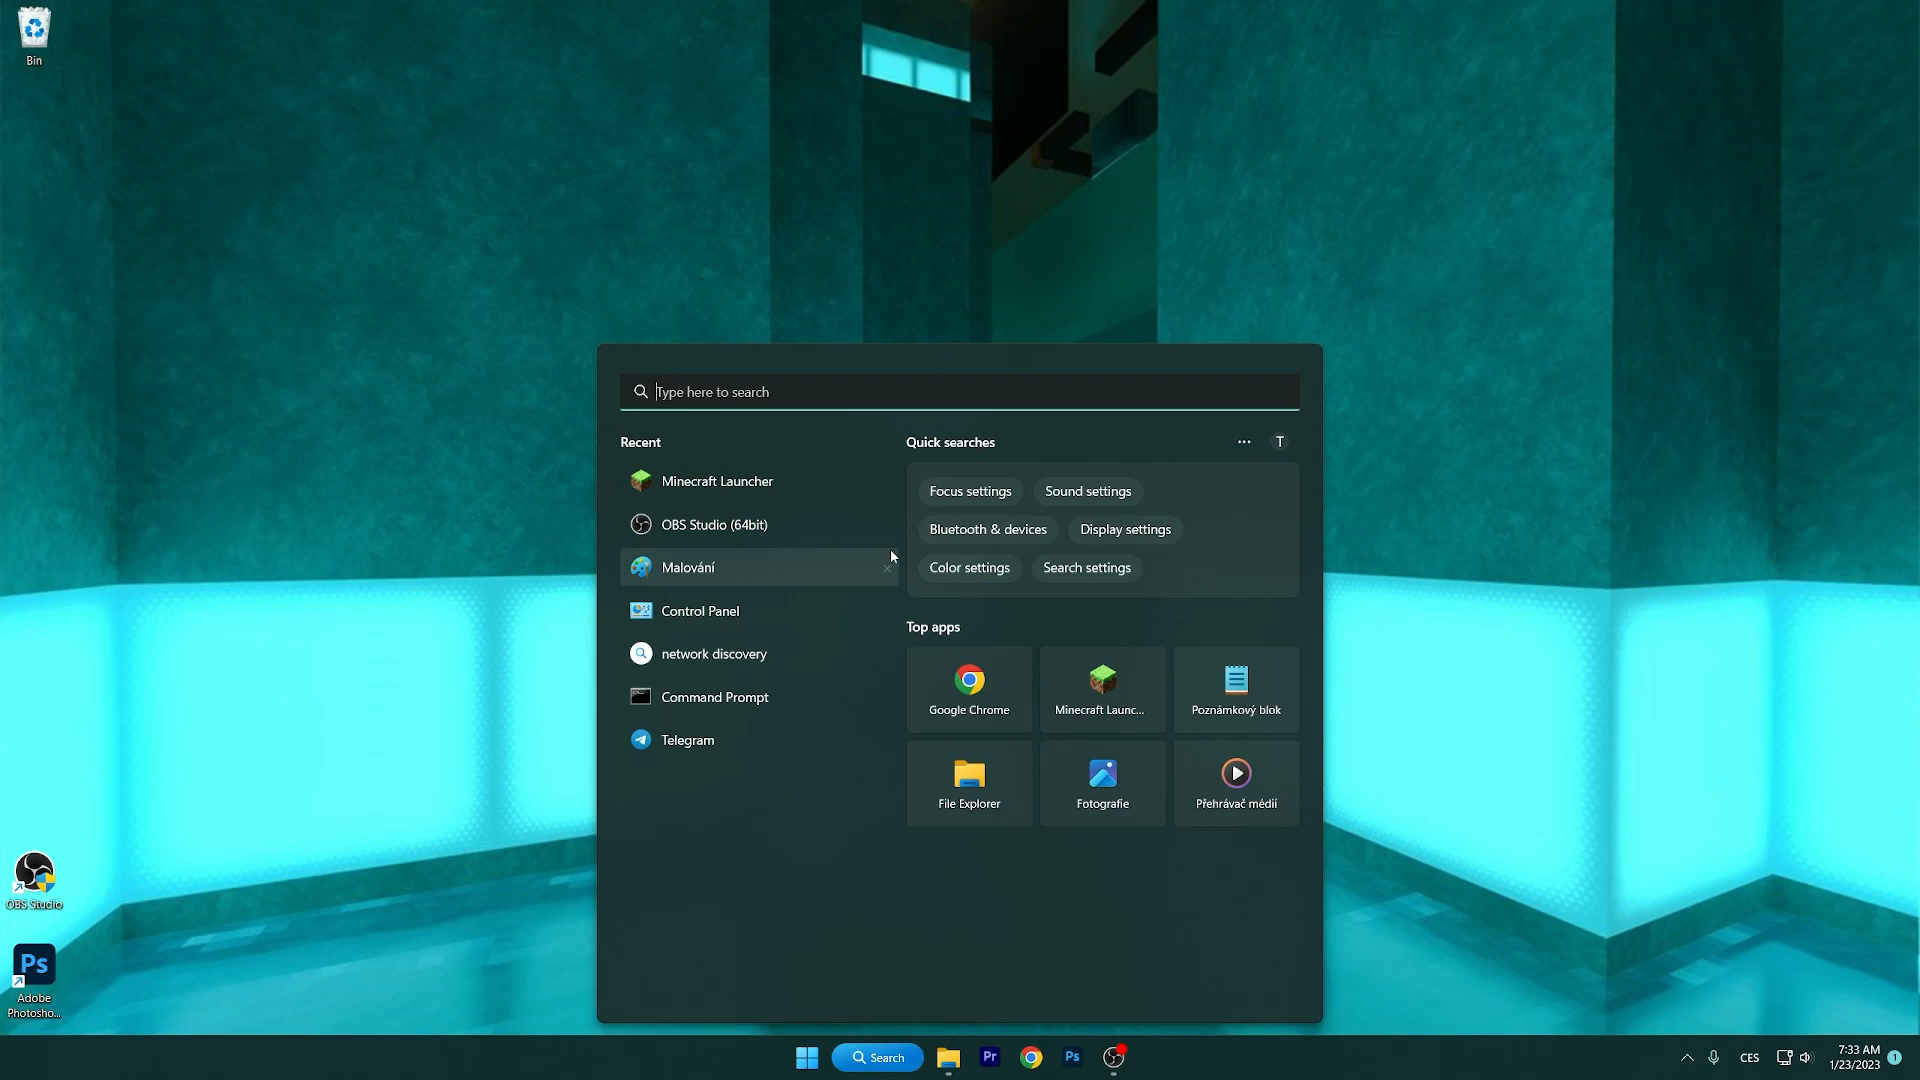 Bin
Type here to search
Recent
Minecraft Launcher
OBS Studio (64bit)
Malování
Control Panel
network discovery
Command Prompt
Telegram
Quick searches
T
Focus settings
Sound settings
Bluetooth & devices
Display settings
Color settings
Search settings
Top apps
Google Chrome
Minecraft Launc...
Poznámkový blok
File Explorer
Fotografie
Přehrávač médií
OBS Studio
Ps
Adobe
Photosho...
Search
Pr
Ps
CES
7:33 AM
1/23/2023
1